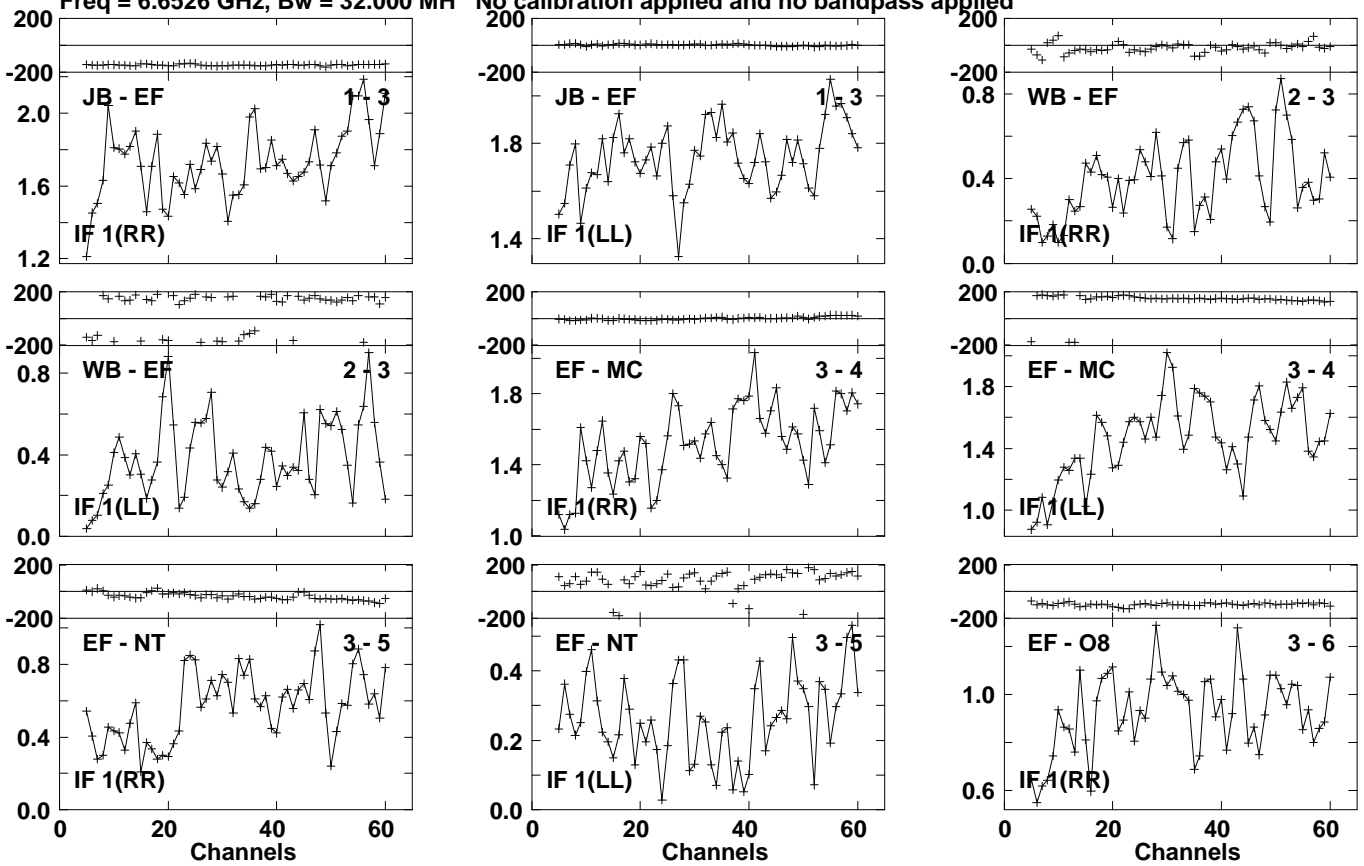 Freq = 6.6526 GHz, Bw = 32.000 MH No calibration applied and no bandpass applied
200
-200
JB - EF 1 - 3
2.0
1.6
1.2
IF 1(RR)
JB - EF 1 - 3
1.8
1.4
IF 1(LL)
WB - EF 2 - 3
0.8
0.4
0.0
IF 1(RR)
200
-200
WB - EF 2 - 3
0.8
0.4
0.0
IF 1(LL)
200
-200
EF - MC 3 - 4
1.8
1.4
1.0
IF 1(RR)
200
-200
EF - MC 3 - 4
1.8
1.4
1.0
IF 1(LL)
200
-200
EF - NT 3 - 5
0.8
0.4
0.0
IF 1(RR)
0 20 40 60
Channels
200
-200
EF - NT 3 - 5
0.4
0.2
0.0
IF 1(LL)
0 20 40 60
200
-200
EF - O8 3 - 6
1.0
0.6
IF 1(RR)
0 20 40 60
Channels